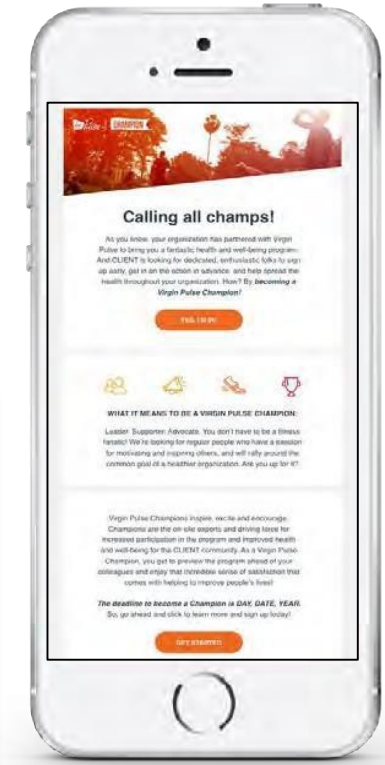 Pulse CHAMPION
Calling all champs!
As you know, your organization has partnered with Virgin
Pulse to bring you a fantastic health and well-being program.
And CLIENT is looking for dedicated, enthusiastic folks to sign
up early, get in on the action in advance, and help spread the
health throughout your organization. How? By becoming a
Virgin Pulse Champion!
YES, I'M IN!
WHAT IT MEANS TO BE A VIRGIN PULSE CHAMPION:
Leader. Supporter. Advocate. You don't have to be a fitness
fanatic! We're looking for regular people who have a passion
for motivating and inspiring others, and will rally around the
common goal of a healthier organization. Are you up for it?
Virgin Pulse Champions inspire, excite and encourage.
Champions are the on-site experts and driving force for
increased participation in the program and improved health
and well-being for the CLIENT community. As a Virgin Pulse
Champion, you get to preview the program ahead of your
colleagues and enjoy that incredible sense of satisfaction that
comes with helping to improve people's lives!
The deadline to become a Champion is DAY, DATE, YEAR.
So, go ahead and click to learn more and sign up today!
GET STARTED